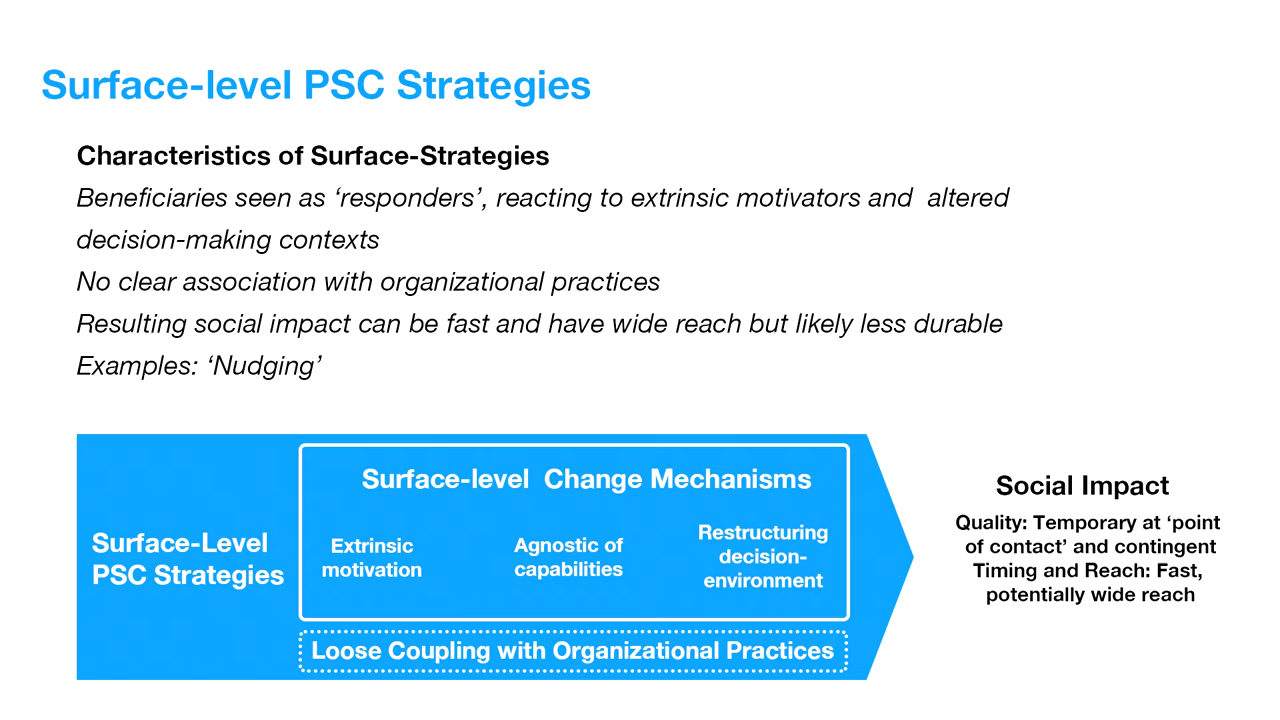 Surface-level PSC Strategies
Characteristics of Surface-Strategies
Beneficiaries seen as ‘responders’, reacting to extrinsic motivators and  altered
decision-making contexts
No clear association with organizational practices
Resulting social impact can be fast and have wide reach but likely less durable
Examples: ‘Nudging’
Surface-Level
PSC Strategies
Surface-level  Change Mechanisms
Extrinsic
motivation
Agnostic of
capabilities
Restructuring
decision-
environment
Loose Coupling with Organizational Practices
Social Impact
Quality: Temporary at ‘point
of contact’ and contingent
Timing and Reach: Fast,
potentially wide reach